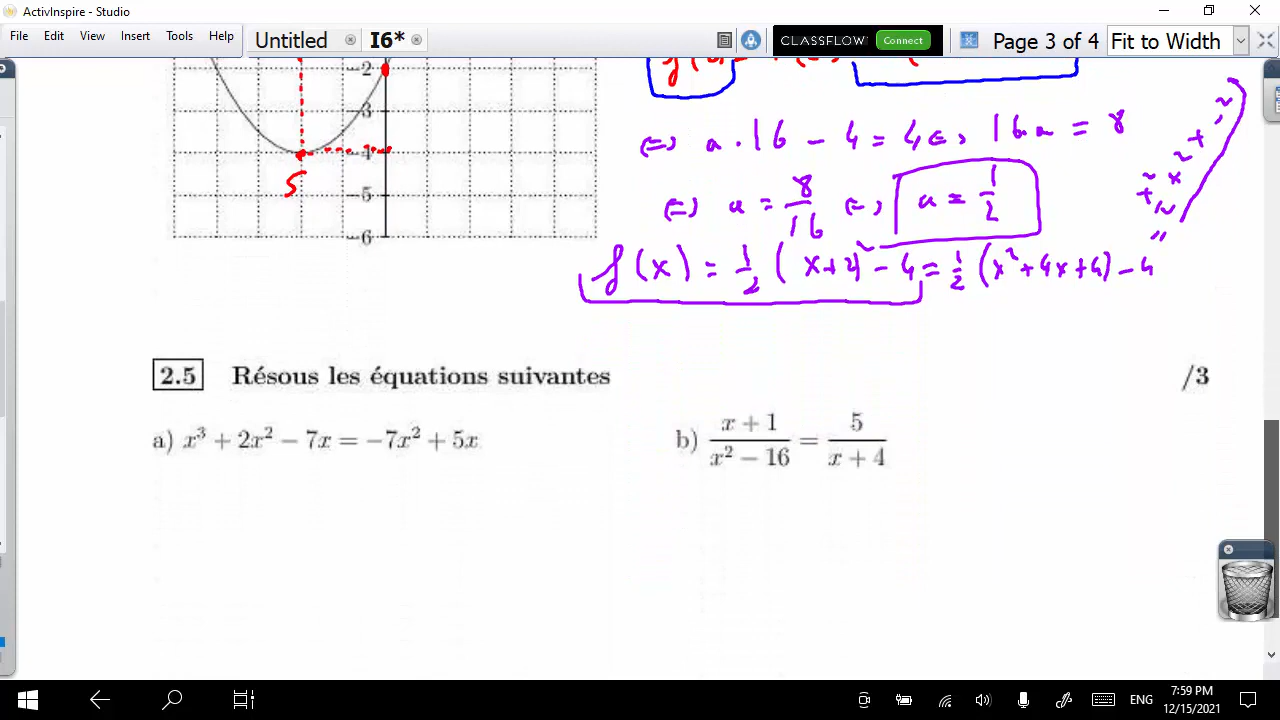 ActivInspire - Studio
File Edit View Insert Tools Help Untitled I6* CLASSFLOW Connect Page 3 of 4 Fit to Width
−2
−3
−4
S
−5
−6
⇔ a · 16 − 4 = 4 ⇔ 16a = 8
⇔ a = 8/16 ⇔ a = 1/2
f(x) = 1/2 (x+2)² − 4 = 1/2 (x² + 4x + 4) − 4
2.5 Résous les équations suivantes /3
a) x³ + 2x² − 7x = −7x² + 5x
b) (x + 1)/(x² − 16) = 5/(x + 4)
ENG
7:59 PM
12/15/2021